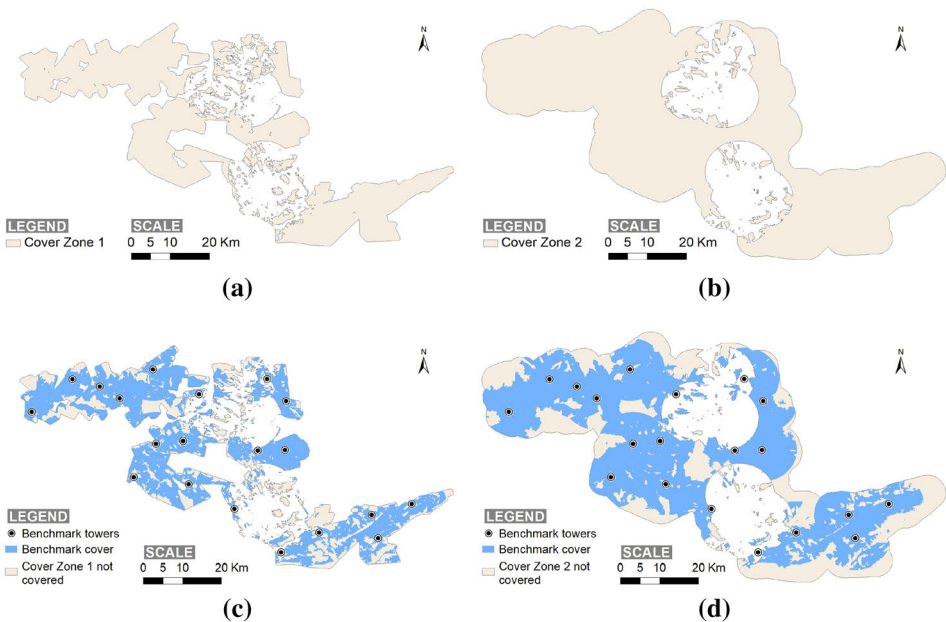 N
LEGEND
Cover Zone 1
SCALE
0 5 10 20 Km
(a)
N
LEGEND
Cover Zone 2
SCALE
0 5 10 20 Km
(b)
N
LEGEND
Benchmark towers
Benchmark cover
Cover Zone 1 not
covered
SCALE
0 5 10 20 Km
(c)
N
LEGEND
Benchmark towers
Benchmark cover
Cover Zone 2 not
covered
SCALE
0 5 10 20 Km
(d)